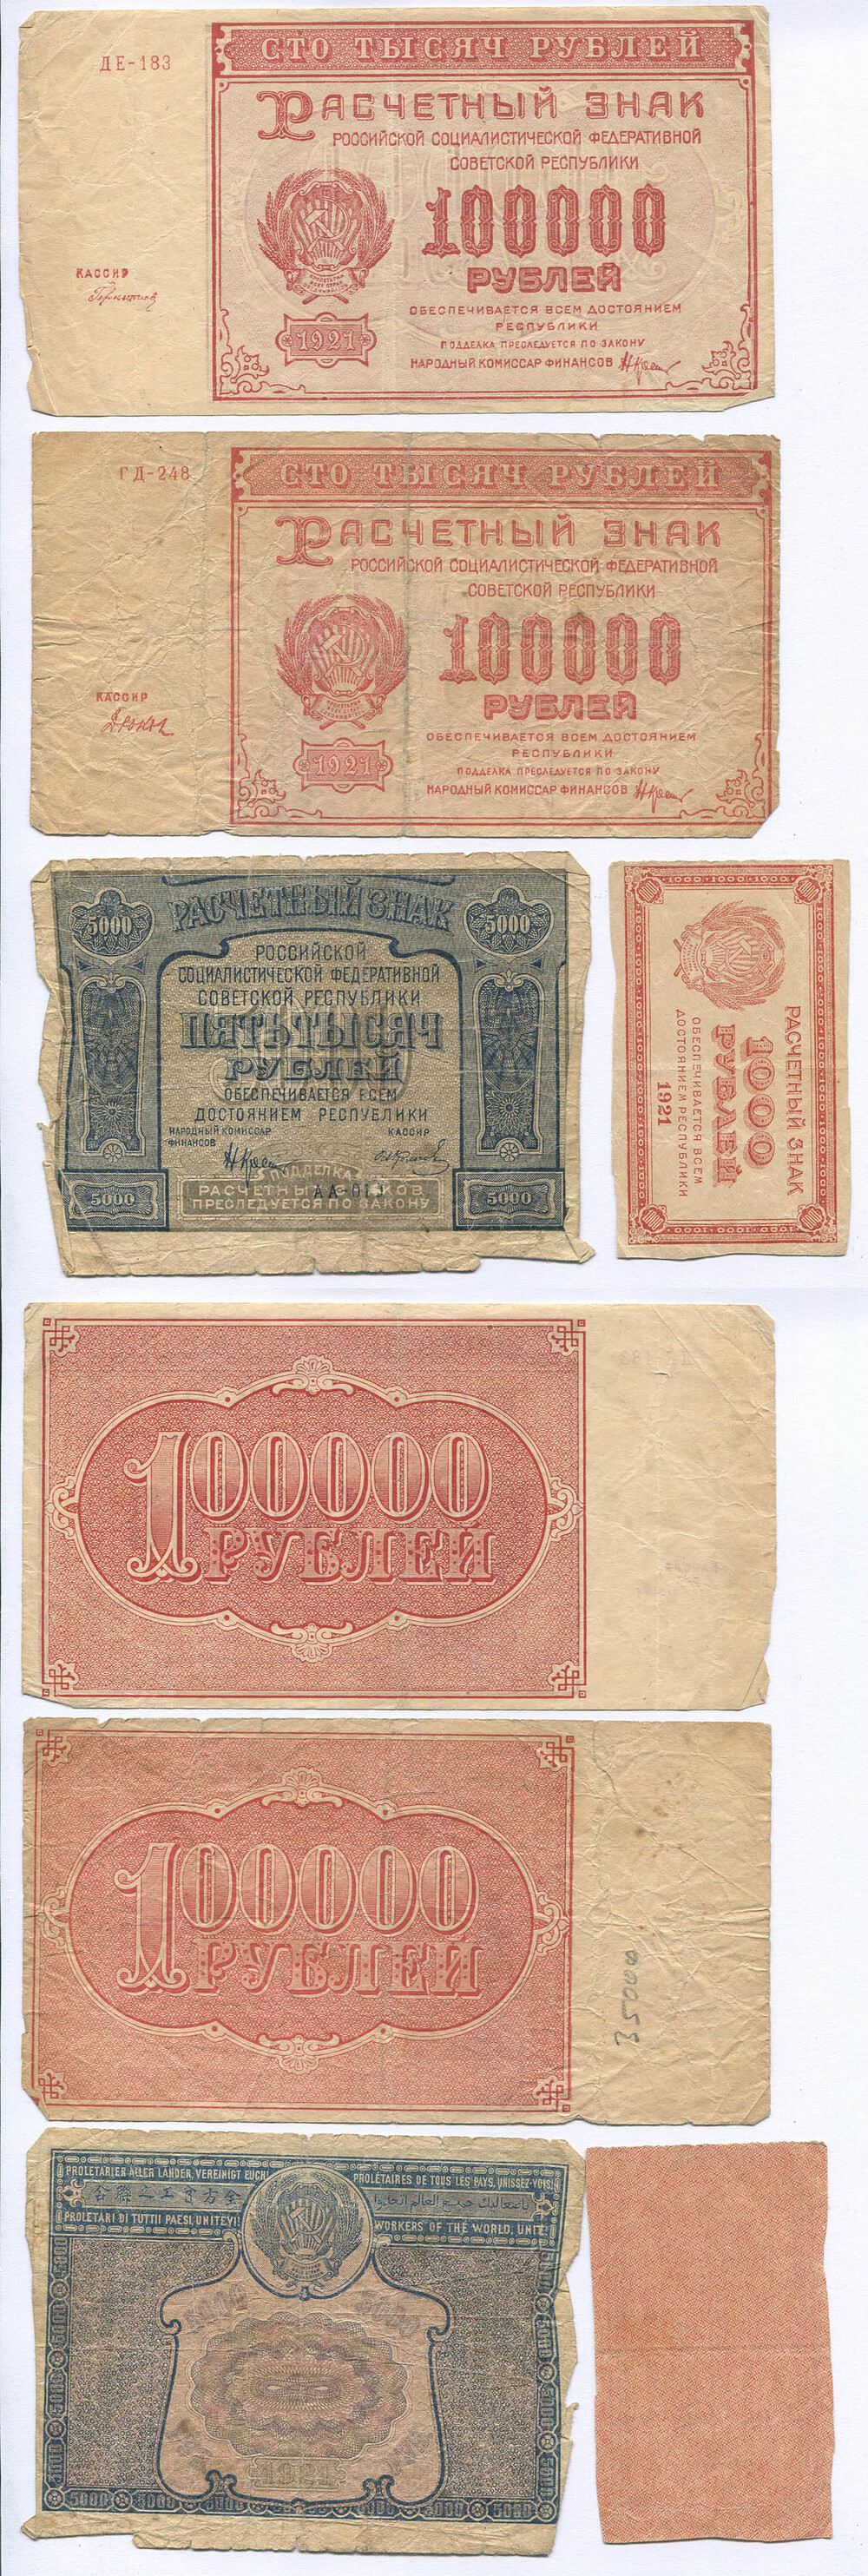 ДЕ-183
СТО ТЫСЯЧ РУБЛЕЙ
РАСЧЕТНЫЙ ЗНАК
РОССИЙСКОЙ СОЦИАЛИСТИЧЕСКОЙ ФЕДЕРАТИВНОЙ
СОВЕТСКОЙ РЕСПУБЛИКИ
100000
РУБЛЕЙ
КАССИР
ОБЕСПЕЧИВАЕТСЯ ВСЕМ ДОСТОЯНИЕМ
РЕСПУБЛИКИ
1921
ПОДДЕЛКА ПРЕСЛЕДУЕТСЯ ПО ЗАКОНУ
НАРОДНЫЙ КОМИССАР ФИНАНСОВ
ГД-248
СТО ТЫСЯЧ РУБЛЕЙ
РАСЧЕТНЫЙ ЗНАК
РОССИЙСКОЙ СОЦИАЛИСТИЧЕСКОЙ ФЕДЕРАТИВНОЙ
СОВЕТСКОЙ РЕСПУБЛИКИ
100000
РУБЛЕЙ
КАССИР
ОБЕСПЕЧИВАЕТСЯ ВСЕМ ДОСТОЯНИЕМ
РЕСПУБЛИКИ
1921
ПОДДЕЛКА ПРЕСЛЕДУЕТСЯ ПО ЗАКОНУ
НАРОДНЫЙ КОМИССАР ФИНАНСОВ
5000 РАСЧЕТНЫЙ ЗНАК 5000
РОССИЙСКОЙ
СОЦИАЛИСТИЧЕСКОЙ ФЕДЕРАТИВНОЙ
СОВЕТСКОЙ РЕСПУБЛИКИ
ПЯТЬ ТЫСЯЧ
РУБЛЕЙ
ОБЕСПЕЧИВАЕТСЯ ВСЕМ
ДОСТОЯНИЕМ РЕСПУБЛИКИ
НАРОДНЫЙ КОМИССАР
ФИНАНСОВ
КАССИР
ПОДДЕЛКА
РАСЧЕТНЫХ ЗНАКОВ
ПРЕСЛЕДУЕТСЯ ПО ЗАКОНУ
5000 5000
РАСЧЕТНЫЙ ЗНАК
1000
РУБЛЕЙ
ОБЕСПЕЧИВАЕТСЯ ВСЕМ
ДОСТОЯНИЕМ РЕСПУБЛИКИ
1921
100000
РУБЛЕЙ
100000
РУБЛЕЙ
35000
PROLETARIER ALLER LÄNDER, VEREINIGT EUCH!
PROLÉTAIRES DE TOUS LES PAYS, UNISSEZ-VOUS!
PROLETARI DI TUTTI I PAESI, UNITEVI!
WORKERS OF THE WORLD, UNITE!
5000 5000